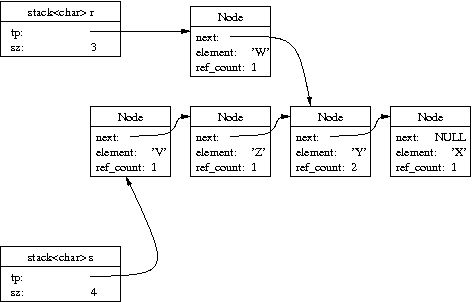 stack<char> r
tp:
sz: 3
Node
next:
element: 'W'
ref_count: 1
Node
next:
element: 'V'
ref_count: 1
Node
next:
element: 'Z'
ref_count: 1
Node
next:
element: 'Y'
ref_count: 2
Node
next: NULL
element: 'X'
ref_count: 1
stack<char> s
tp:
sz: 4